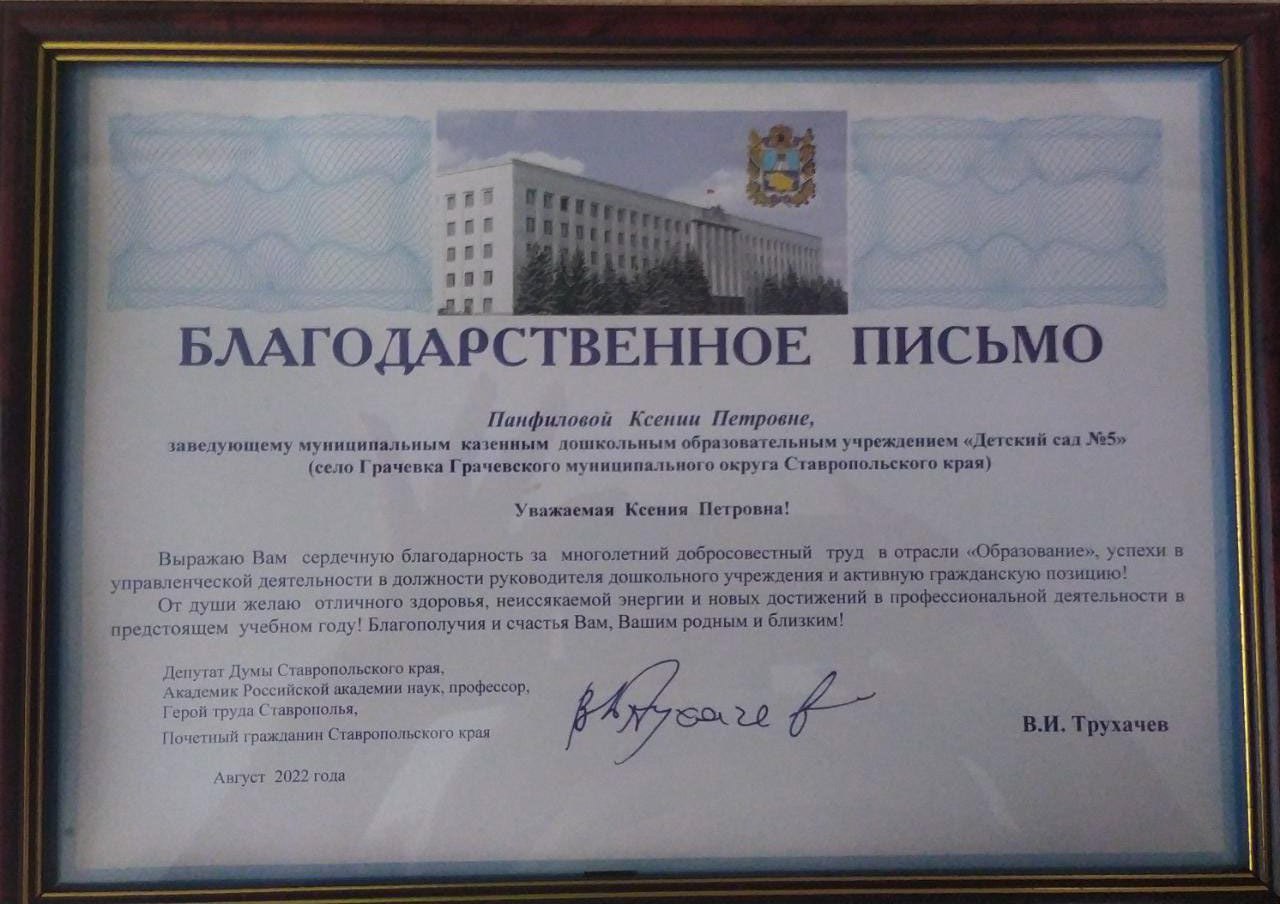 БЛАГОДАРСТВЕННОЕ ПИСЬМО
Панфиловой Ксении Петровне,
заведующему муниципальным казенным дошкольным образовательным учреждением «Детский сад №5»
(село Грачевка Грачевского муниципального округа Ставропольского края)
Уважаемая Ксения Петровна!
Выражаю Вам сердечную благодарность за многолетний добросовестный труд в отрасли «Образование», успехи в
управленческой деятельности в должности руководителя дошкольного учреждения и активную гражданскую позицию!
От души желаю отличного здоровья, неиссякаемой энергии и новых достижений в профессиональной деятельности в
предстоящем учебном году! Благополучия и счастья Вам, Вашим родным и близким!
Депутат Думы Ставропольского края,
Академик Российской академии наук, профессор,
Герой труда Ставрополья,
Почетный гражданин Ставропольского края
В.И. Трухачев
Август 2022 года